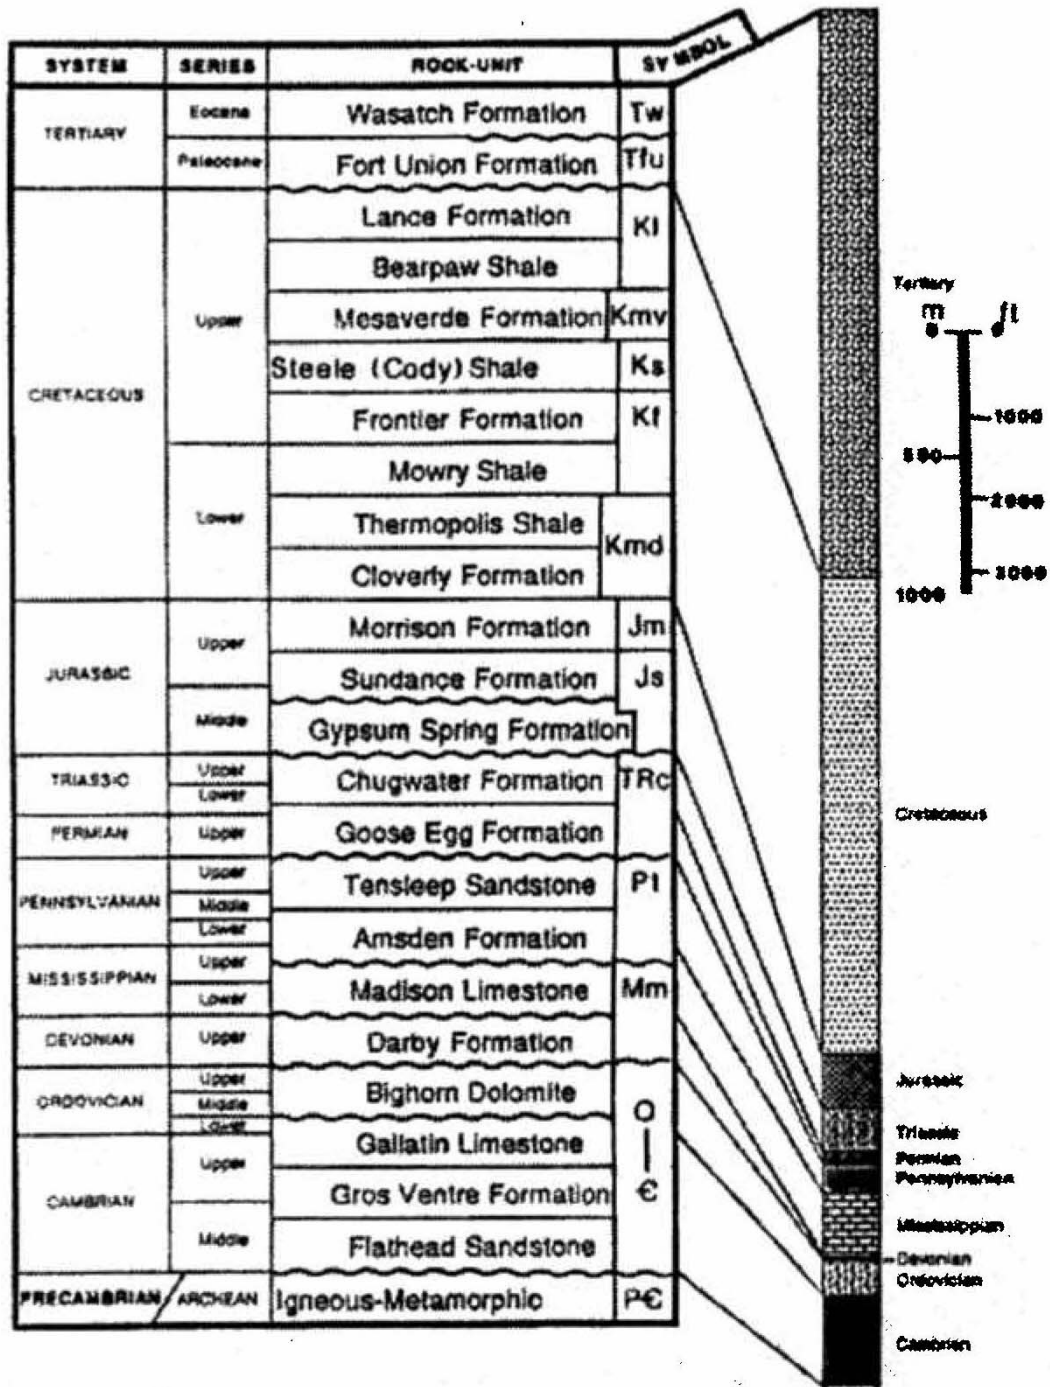 SYSTEM SERIES ROCK-UNIT SYMBOL
TERTIARY Eocene Wasatch Formation Tw
Paleocene Fort Union Formation Tfu
CRETACEOUS Upper Lance Formation Kl
Bearpaw Shale
Mesaverde Formation Kmv
Steele (Cody) Shale Ks
Frontier Formation Kf
Lower Mowry Shale
Thermopolis Shale Kmd
Cloverly Formation
JURASSIC Upper Morrison Formation Jm
Sundance Formation Js
Middle Gypsum Spring Formation
TRIASSIC Upper Chugwater Formation TRc
Lower
PERMIAN Upper Goose Egg Formation
PENNSYLVANIAN Upper Tensleep Sandstone Pt
Middle
Lower Amsden Formation
MISSISSIPPIAN Upper
Lower Madison Limestone Mm
DEVONIAN Upper Darby Formation
ORDOVICIAN Upper Bighorn Dolomite O
Middle
Lower
CAMBRIAN Upper Gallatin Limestone
Gros Ventre Formation Є
Middle Flathead Sandstone
PRECAMBRIAN ARCHEAN Igneous-Metamorphic PЄ
Tertiary
m ft
0 0
1000
500
2000
3000
1000
Cretaceous
Jurassic
Triassic
Permian
Pennsylvanian
Mississippian
Devonian
Ordovician
Cambrian